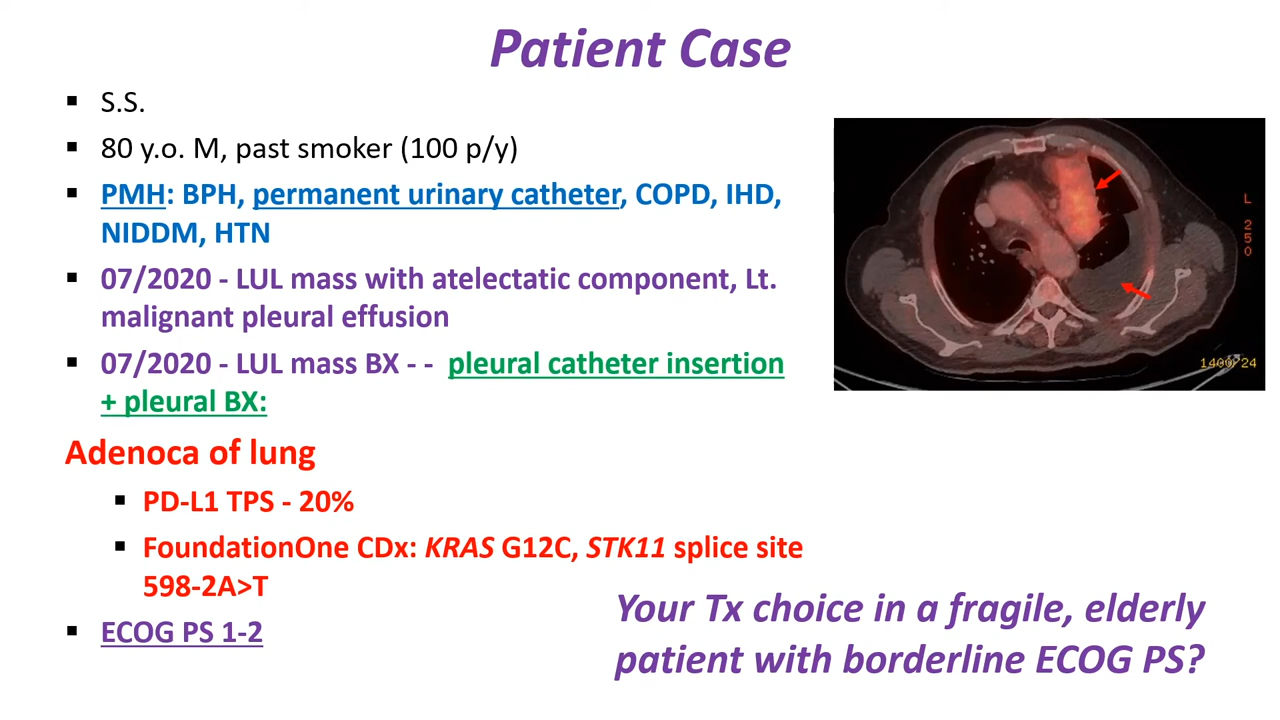 Patient Case
▪ S.S.
▪ 80 y.o. M, past smoker (100 p/y)
▪ PMH: BPH, permanent urinary catheter, COPD, IHD,
NIDDM, HTN
▪ 07/2020 - LUL mass with atelectatic component, Lt.
malignant pleural effusion
▪ 07/2020 - LUL mass BX - - pleural catheter insertion
+ pleural BX:
Adenoca of lung
▪ PD-L1 TPS - 20%
▪ FoundationOne CDx: KRAS G12C, STK11 splice site
598-2A>T
▪ ECOG PS 1-2
L
2
5
0
Your Tx choice in a fragile, elderly
patient with borderline ECOG PS?